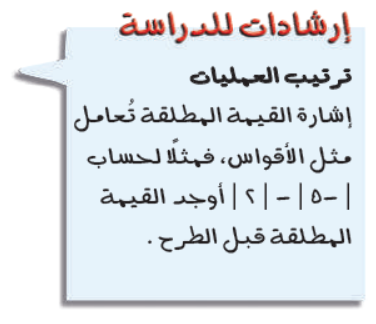 إرشادات للدراسة
ترتيب العمليات
إشارة القيمة المطلقة تُعامل
مثل الأقواس، فمثلًا لحساب
| -٥ | - | ٢ | أوجد القيمة
المطلقة قبل الطرح .